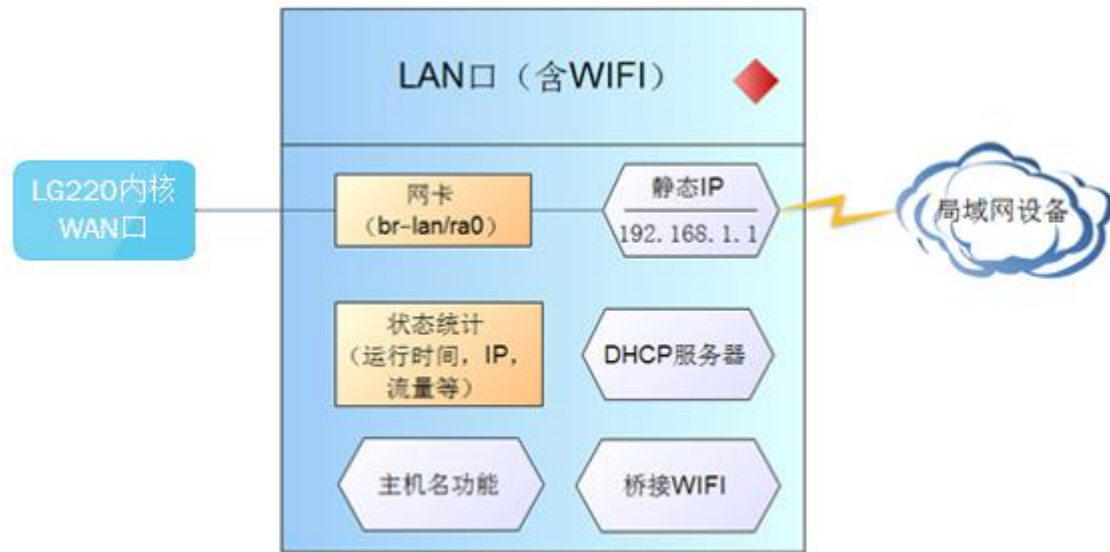 LAN口（含WIFI）
LG220内核
WAN口
网卡
（br-lan/ra0）
静态IP
192.168.1.1
局域网设备
状态统计
（运行时间，IP，
流量等）
DHCP服务器
主机名功能
桥接WIFI